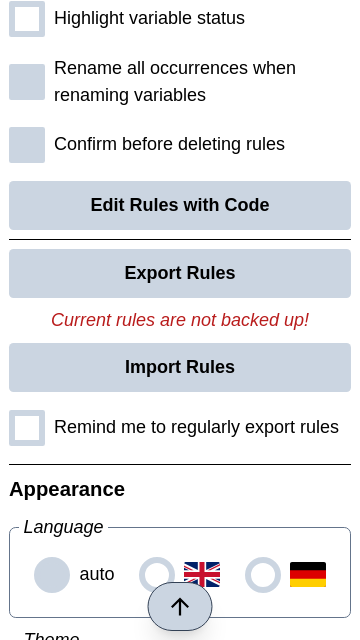 Highlight variable status
Rename all occurrences when
renaming variables
Confirm before deleting rules
Edit Rules with Code
Export Rules
Current rules are not backed up!
Import Rules
Remind me to regularly export rules
Appearance
Language
auto
Theme